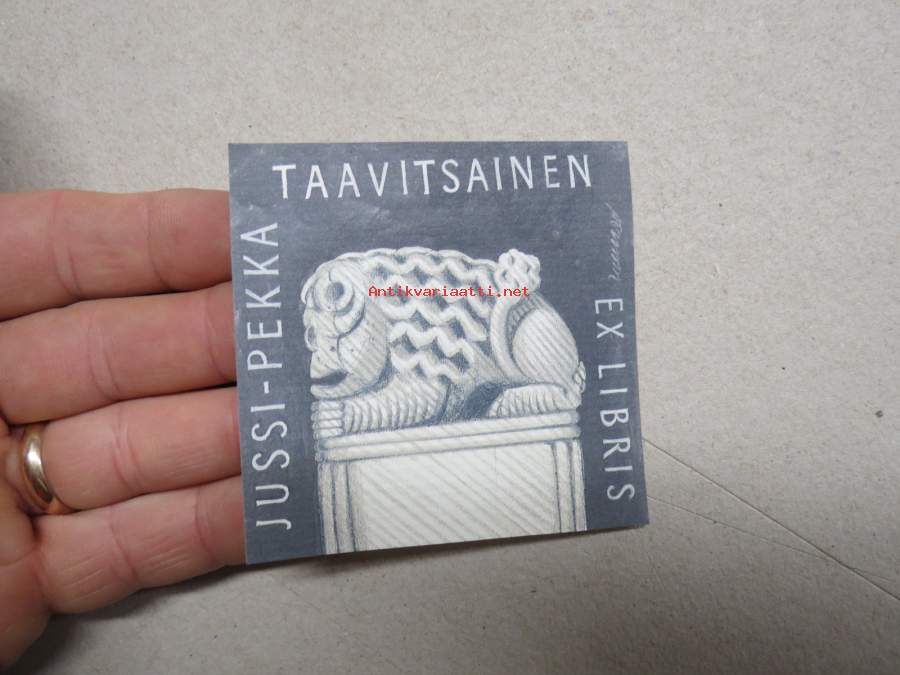 TAAVITSAINEN
JUSSI-PEKKA
EX LIBRIS
Antikvariaatti.net